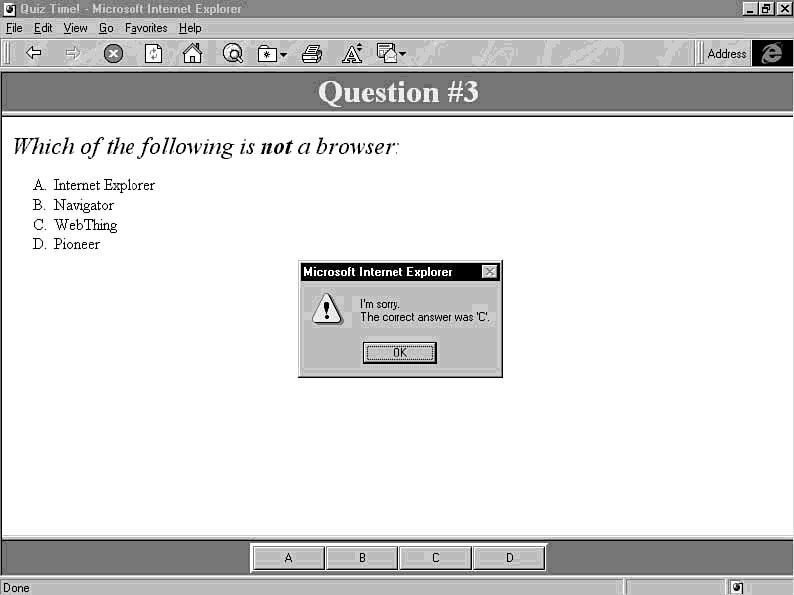 Quiz Time! - Microsoft Internet Explorer
File Edit View Go Favorites Help
Address
Question #3
Which of the following is not a browser:
A. Internet Explorer
B. Navigator
C. WebThing
D. Pioneer
Microsoft Internet Explorer
I'm sorry.
The correct answer was 'C'.
OK
A B C D
Done